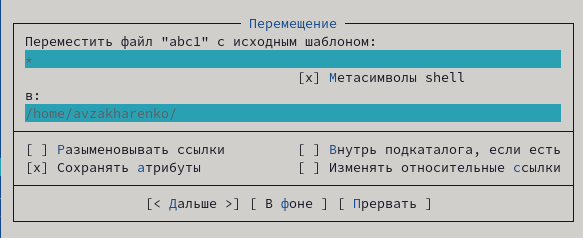 Перемещение
Переместить файл "abc1" с исходным шаблоном:
*
[x] Метасимволы shell
в:
/home/avzakharenko/
[ ] Разыменовывать ссылки [ ] Внутрь подкаталога, если есть
[x] Сохранять атрибуты [ ] Изменять относительные ссылки
[< Дальше >] [ В фоне ] [ Прервать ]